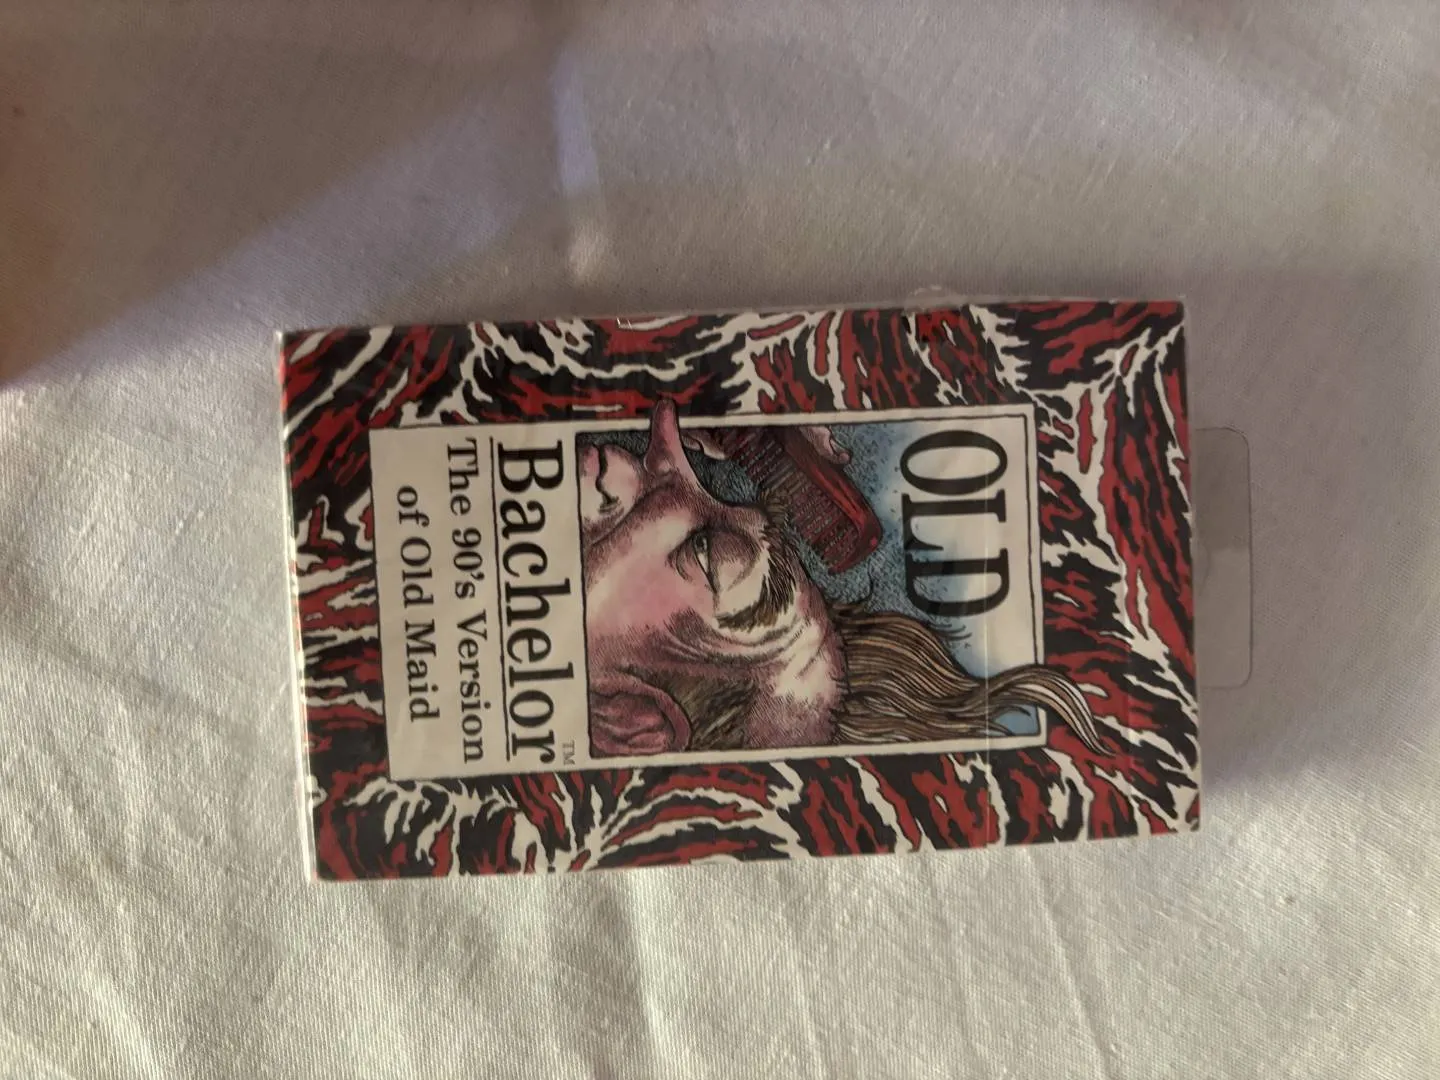 OLD
Bachelor™
The 90's Version
of Old Maid